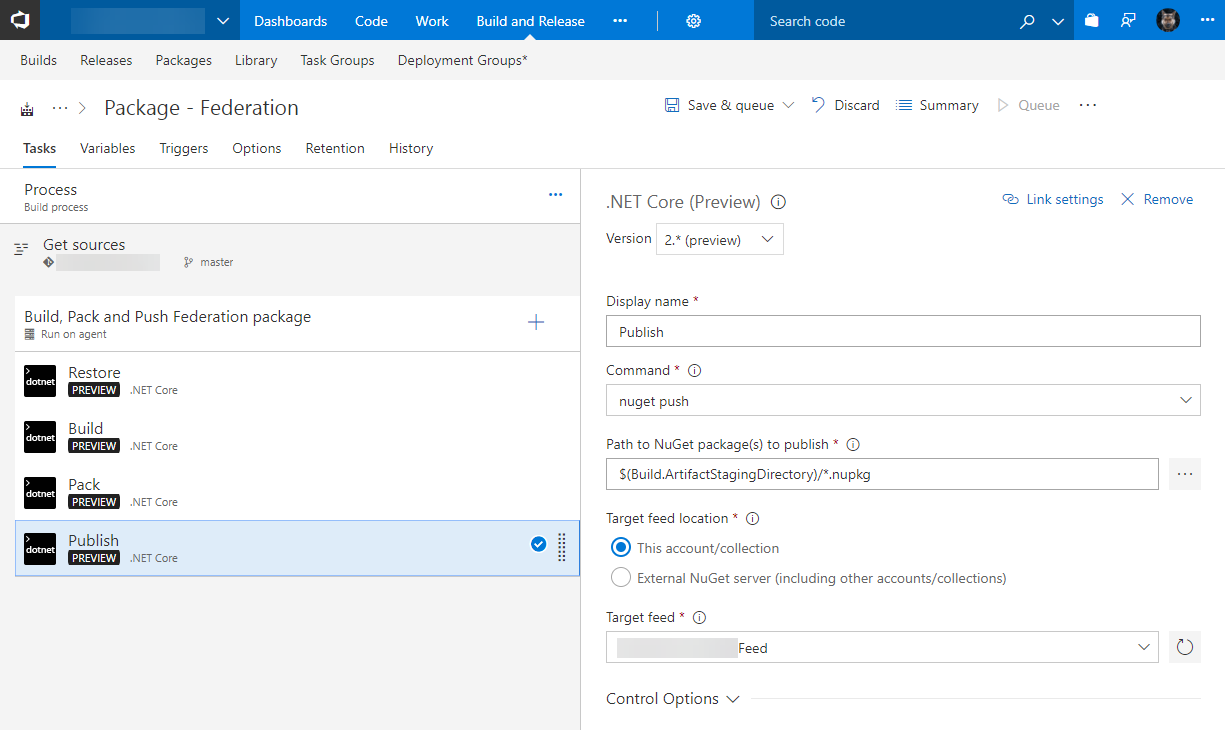 Dashboards Code Work Build and Release ··· Search code ···
Builds Releases Packages Library Task Groups Deployment Groups*
··· Package - Federation Save & queue Discard Summary Queue ···
Tasks Variables Triggers Options Retention History
Process
Build process
···
Get sources
master
Build, Pack and Push Federation package
Run on agent
dotnet
Restore
PREVIEW .NET Core
dotnet
Build
PREVIEW .NET Core
dotnet
Pack
PREVIEW .NET Core
dotnet
Publish
PREVIEW .NET Core
.NET Core (Preview) Link settings Remove
Version 2.* (preview)
Display name *
Publish
Command *
nuget push
Path to NuGet package(s) to publish *
$(Build.ArtifactStagingDirectory)/*.nupkg ···
Target feed location *
This account/collection
External NuGet server (including other accounts/collections)
Target feed *
Feed
Control Options